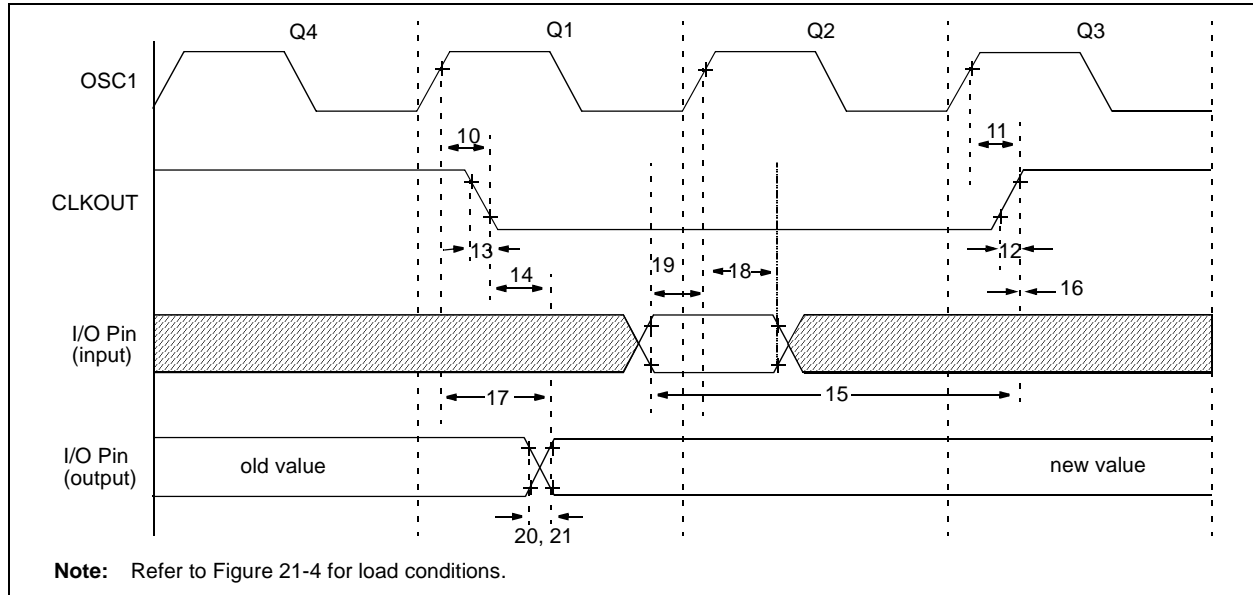 Q4 Q1 Q2 Q3
OSC1
10 11
CLKOUT
13 12
14 19 18
16
I/O Pin
(input)
17 15
I/O Pin
(output)
old value new value
20, 21
Note: Refer to Figure 21-4 for load conditions.